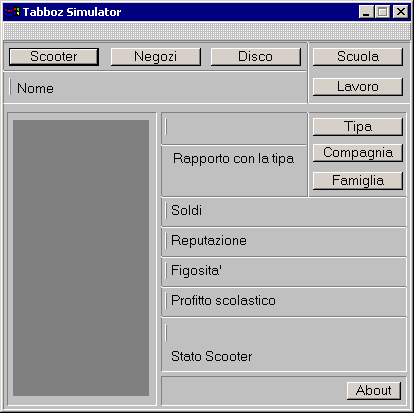 Tabboz Simulator
Scooter Negozi Disco Scuola
Nome Lavoro
Tipa
Rapporto con la tipa Compagnia
Famiglia
Soldi
Reputazione
Figosita'
Profitto scolastico
Stato Scooter
About